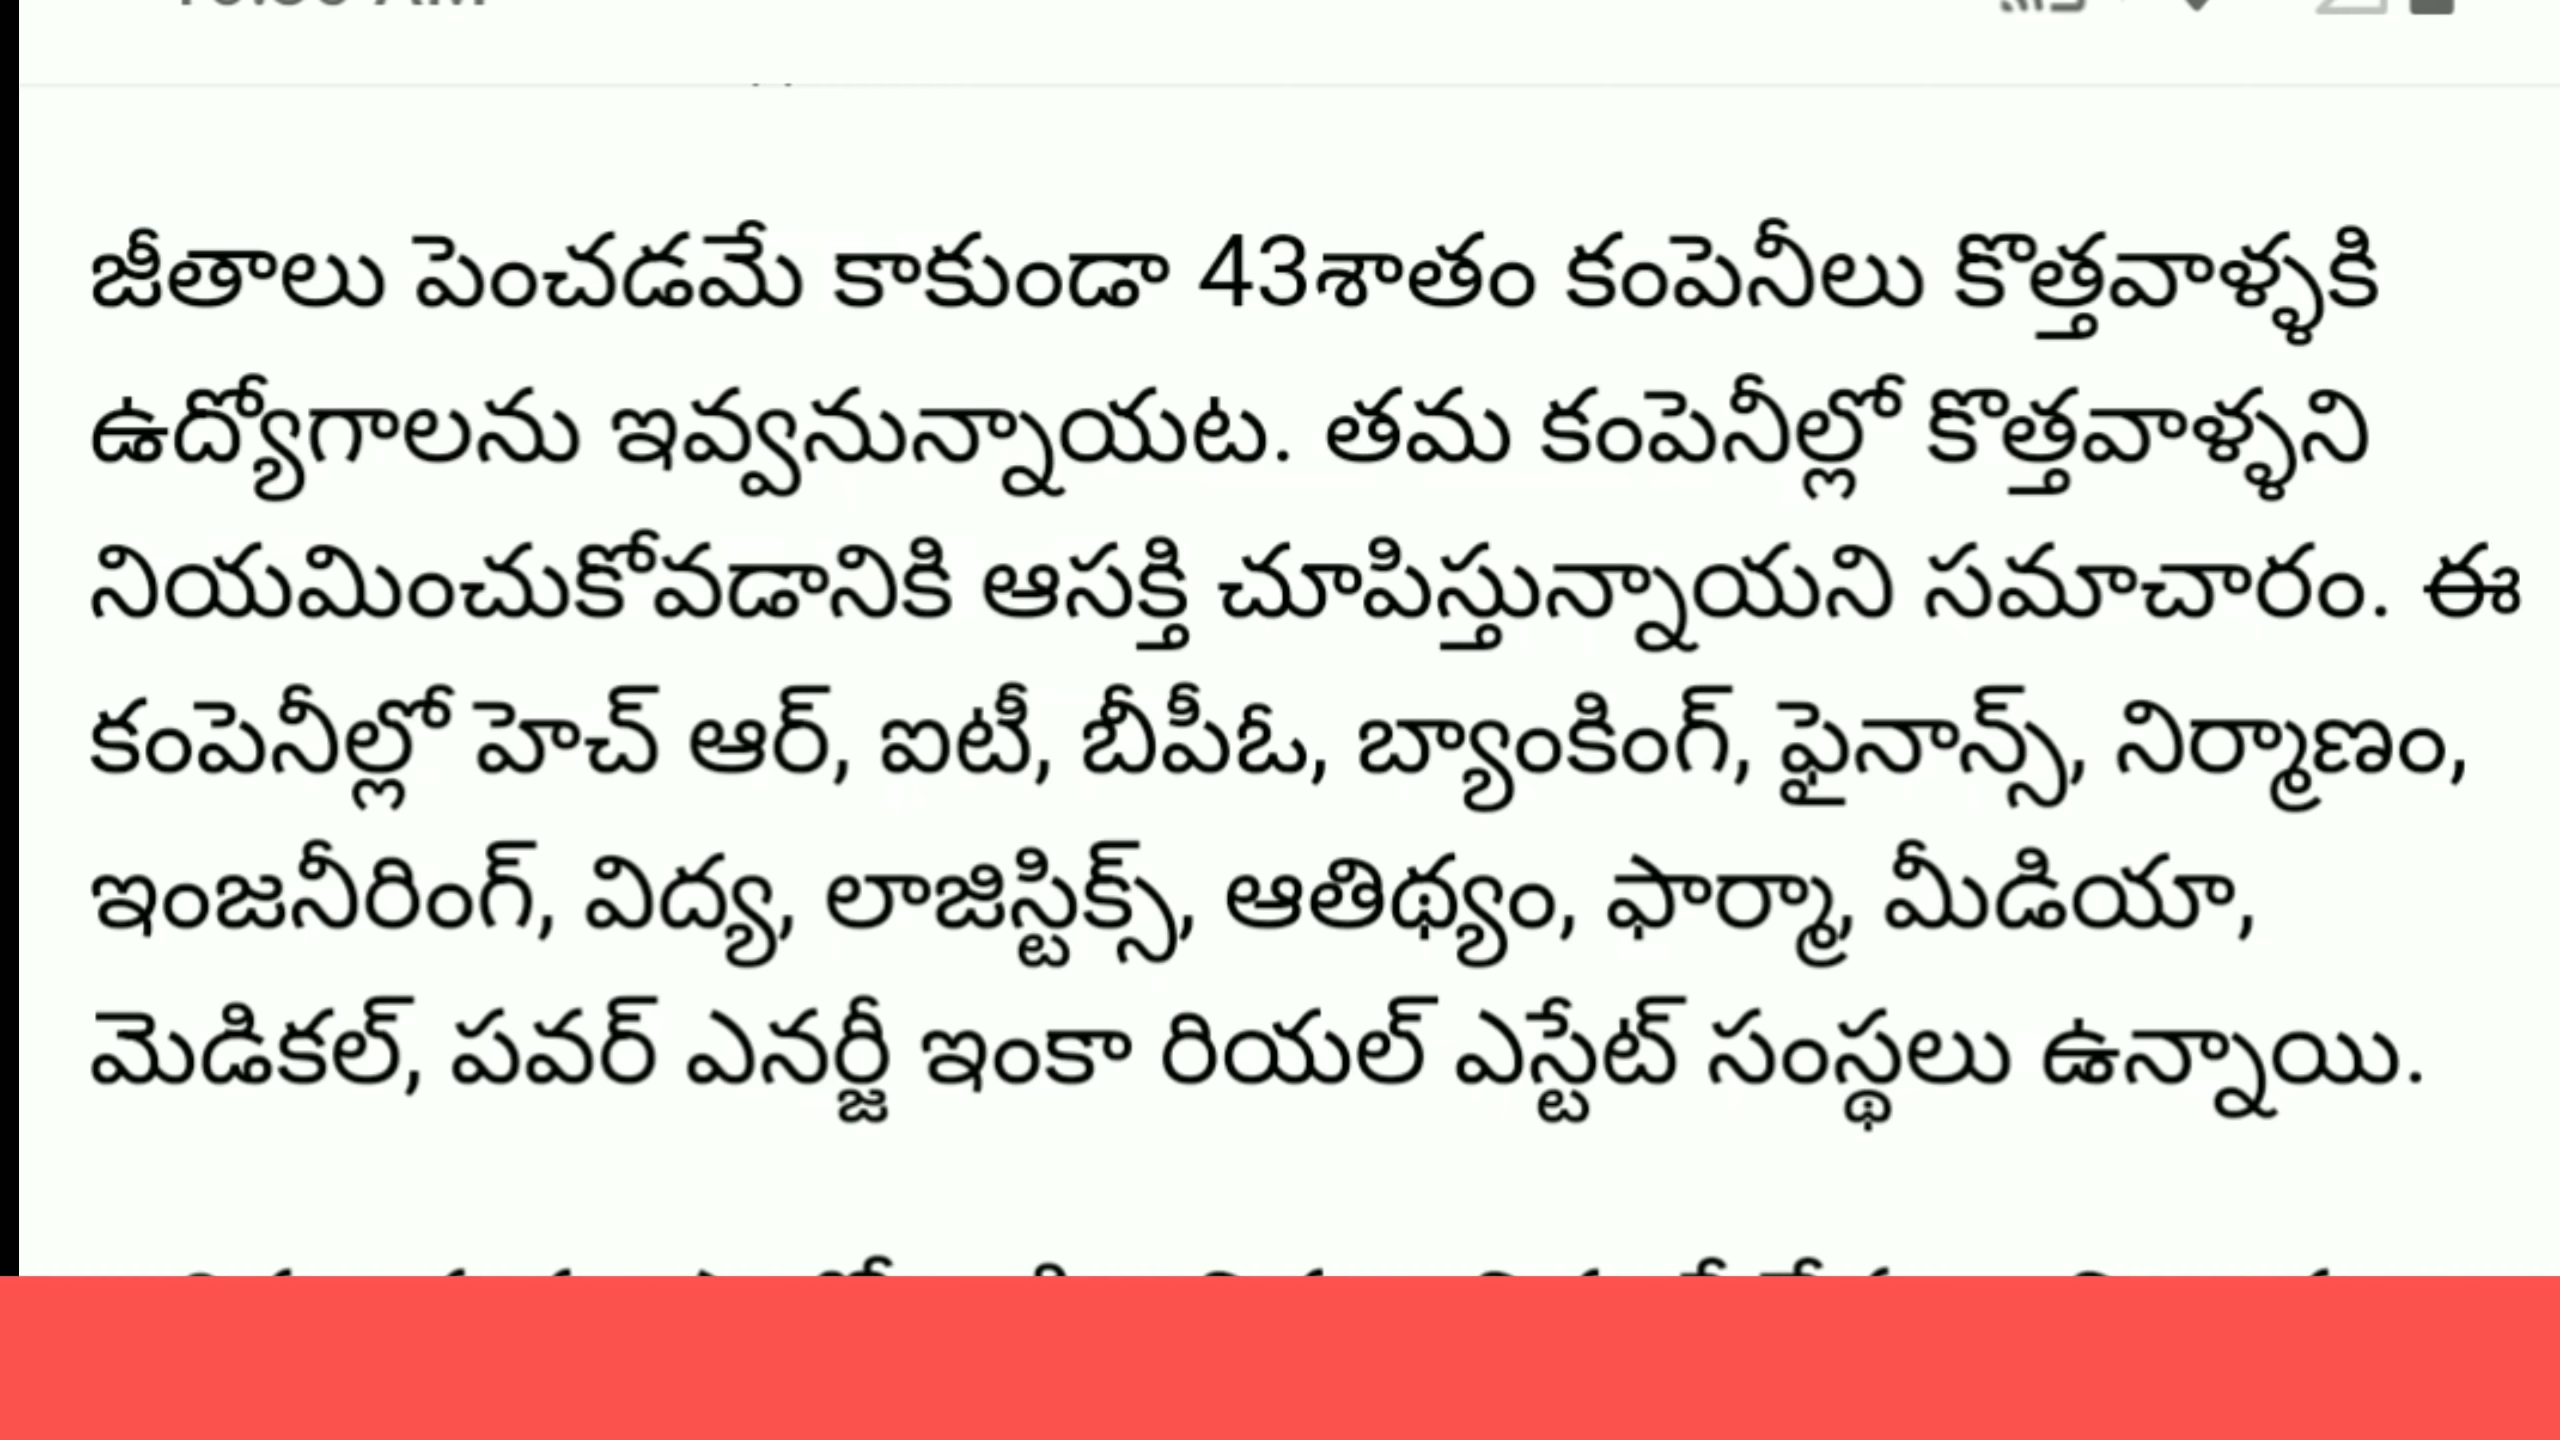 జీతాలు పెంచడమే కాకుండా 43శాతం కంపెనీలు కొత్తవాళ్ళకి
ఉద్యోగాలను ఇవ్వనున్నాయట. తమ కంపెనీల్లో కొత్తవాళ్ళని
నియమించుకోవడానికి ఆసక్తి చూపిస్తున్నాయని సమాచారం. ఈ
కంపెనీల్లో హెచ్ ఆర్, ఐటీ, బీపీఓ, బ్యాంకింగ్, ఫైనాన్స్, నిర్మాణం,
ఇంజనీరింగ్, విద్య, లాజిస్టిక్స్, ఆతిథ్యం, ఫార్మా, మీడియా,
మెడికల్, పవర్ ఎనర్జీ ఇంకా రియల్ ఎస్టేట్ సంస్థలు ఉన్నాయి.